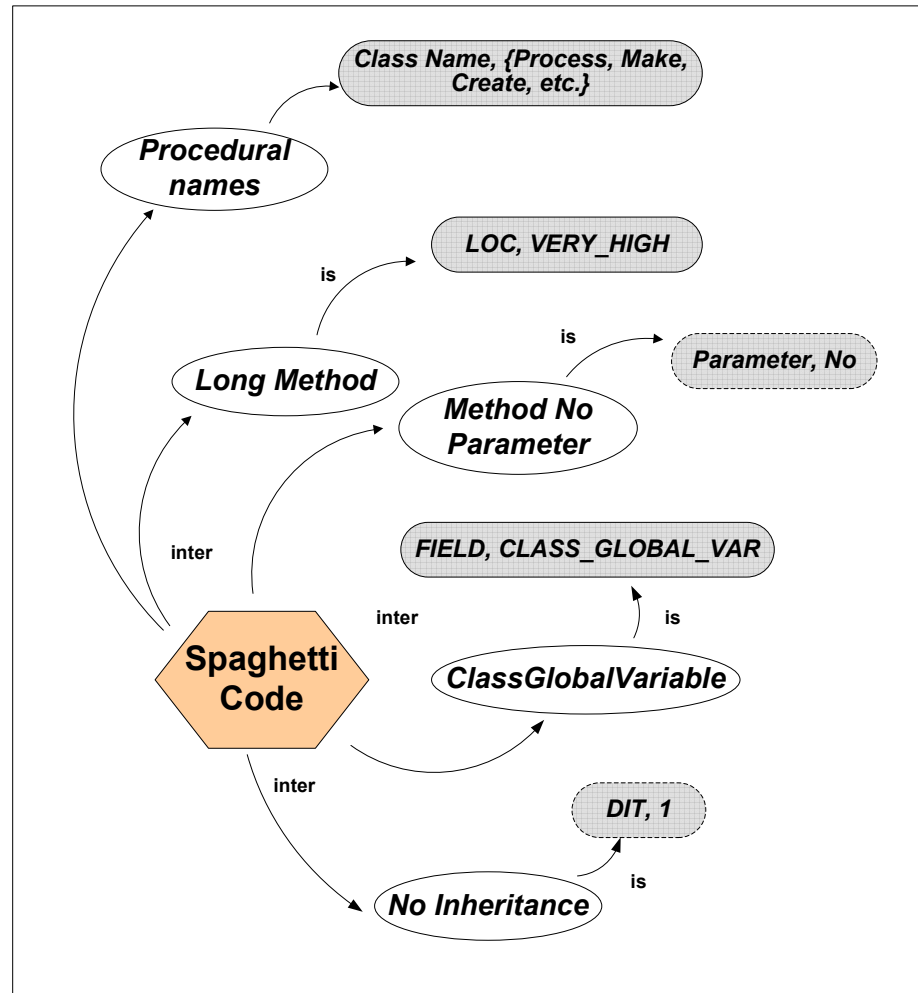 Class Name, {Process, Make,
Create, etc.}
Procedural
names
LOC, VERY_HIGH
is
is
Parameter, No
Long Method
Method No
Parameter
FIELD, CLASS_GLOBAL_VAR
inter
inter
is
Spaghetti
Code
ClassGlobalVariable
inter
DIT, 1
is
No Inheritance